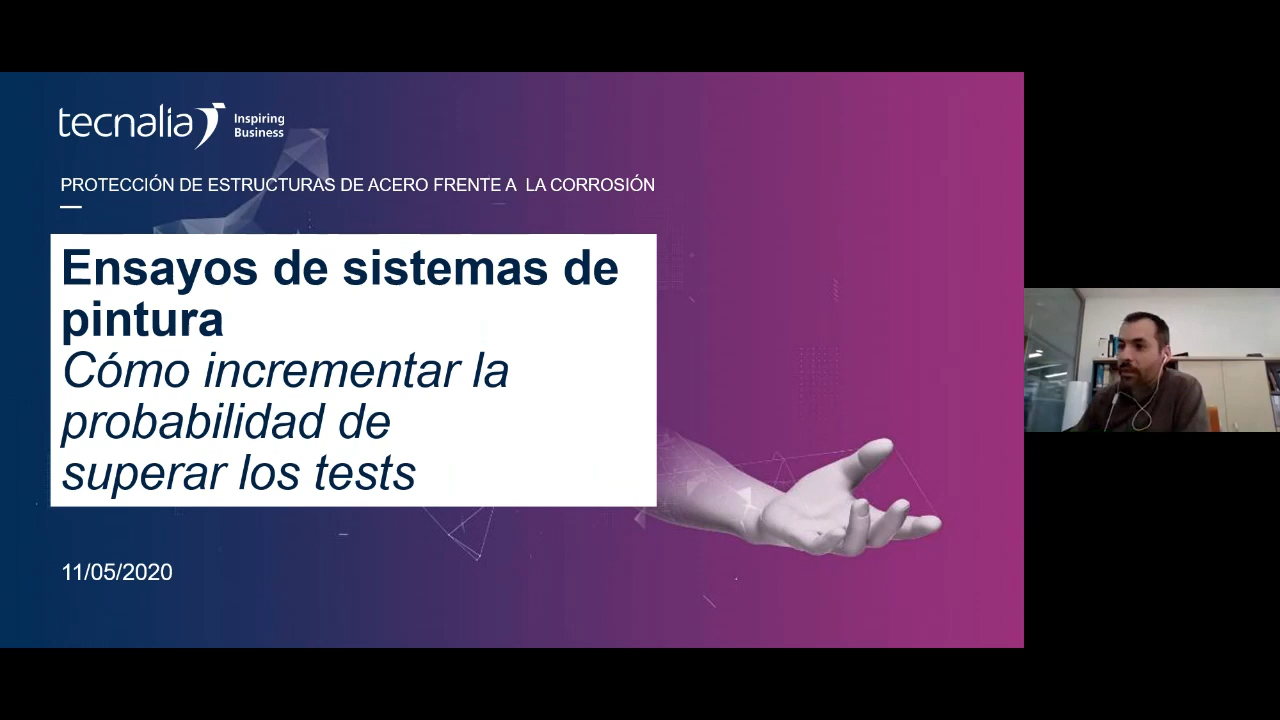 tecnalia
Inspiring
Business
PROTECCIÓN DE ESTRUCTURAS DE ACERO FRENTE A LA CORROSIÓN
Ensayos de sistemas de
pintura
Cómo incrementar la
probabilidad de
superar los tests
11/05/2020